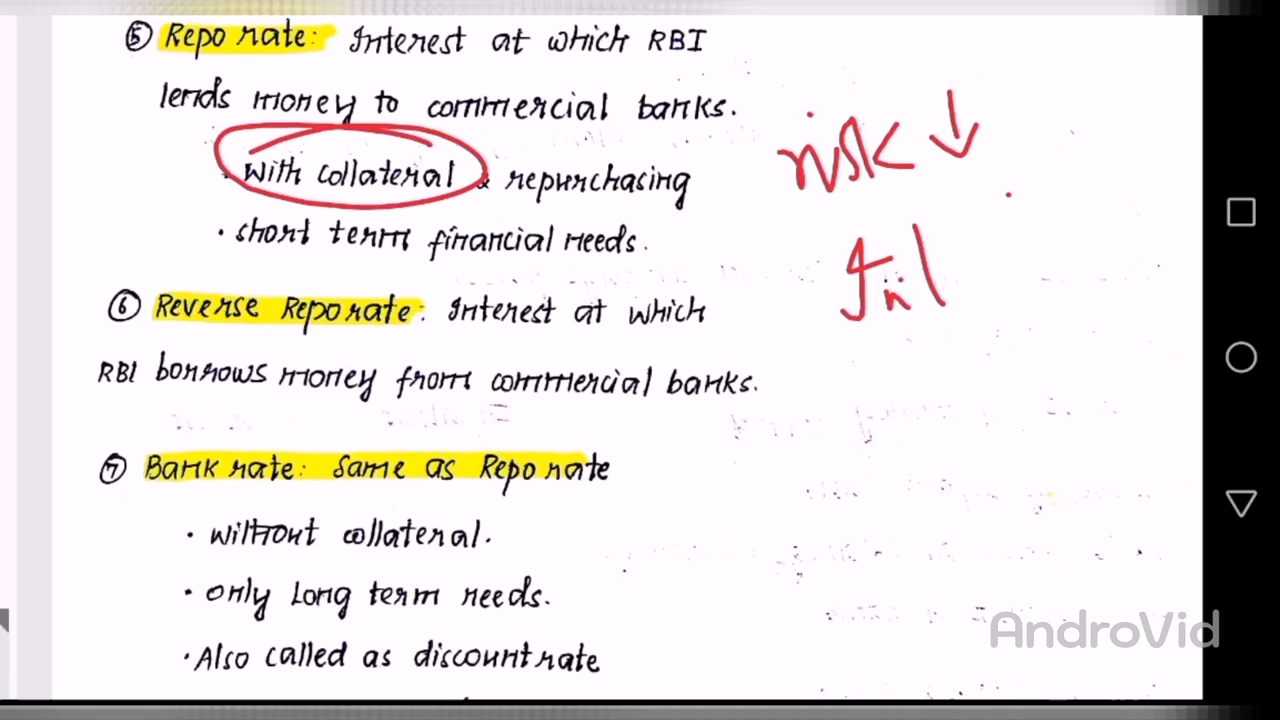 ⑤ Repo rate: Interest at which RBI
lends money to commercial banks.
· with collaterial & repurchasing
· short term financial needs.
risk ↓
⑥ Reverse Repo rate: Interest at which
RBI borrows money from commercial banks.
⑦ Bank rate: Same as Repo rate
· without collateral.
· only Long term needs.
· Also called as discount rate
AndroVid